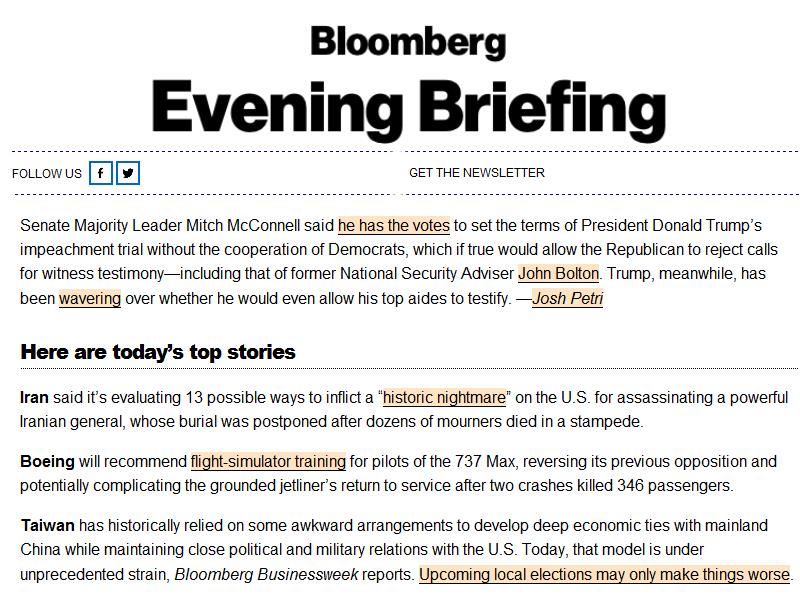 Bloomberg
Evening Briefing
FOLLOW US
GET THE NEWSLETTER
Senate Majority Leader Mitch McConnell said he has the votes to set the terms of President Donald Trump’s
impeachment trial without the cooperation of Democrats, which if true would allow the Republican to reject calls
for witness testimony—including that of former National Security Adviser John Bolton. Trump, meanwhile, has
been wavering over whether he would even allow his top aides to testify. —Josh Petri
Here are today’s top stories
Iran said it’s evaluating 13 possible ways to inflict a “historic nightmare” on the U.S. for assassinating a powerful
Iranian general, whose burial was postponed after dozens of mourners died in a stampede.
Boeing will recommend flight-simulator training for pilots of the 737 Max, reversing its previous opposition and
potentially complicating the grounded jetliner’s return to service after two crashes killed 346 passengers.
Taiwan has historically relied on some awkward arrangements to develop deep economic ties with mainland
China while maintaining close political and military relations with the U.S. Today, that model is under
unprecedented strain, Bloomberg Businessweek reports. Upcoming local elections may only make things worse.